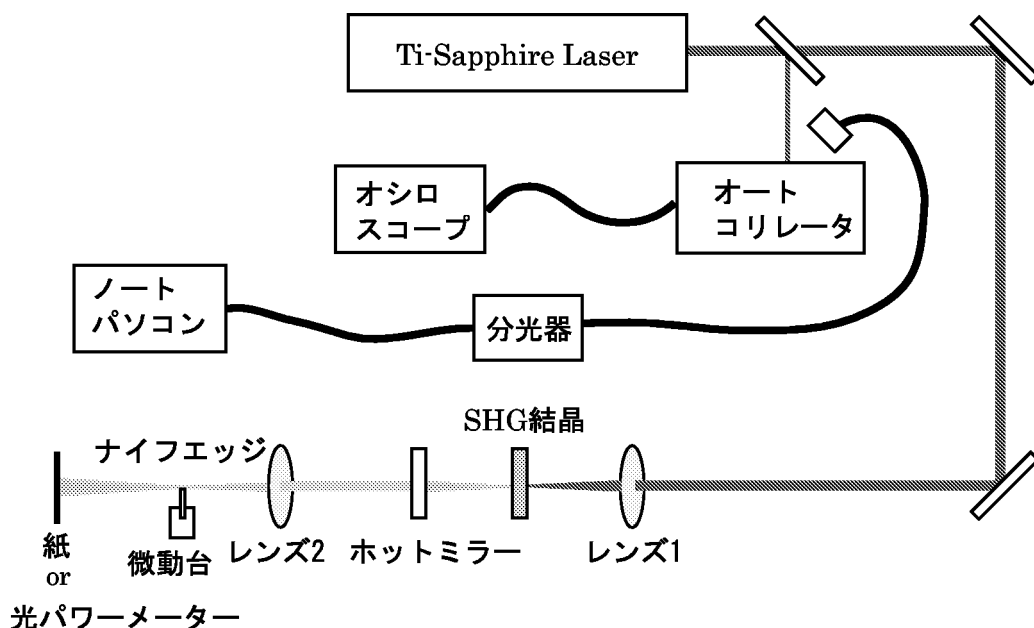 Ti-Sapphire Laser
オシロ
スコープ
オート
コリレータ
ノート
パソコン
分光器
SHG結晶
ナイフエッジ
紙
or
光パワーメーター
微動台
レンズ2
ホットミラー
レンズ1